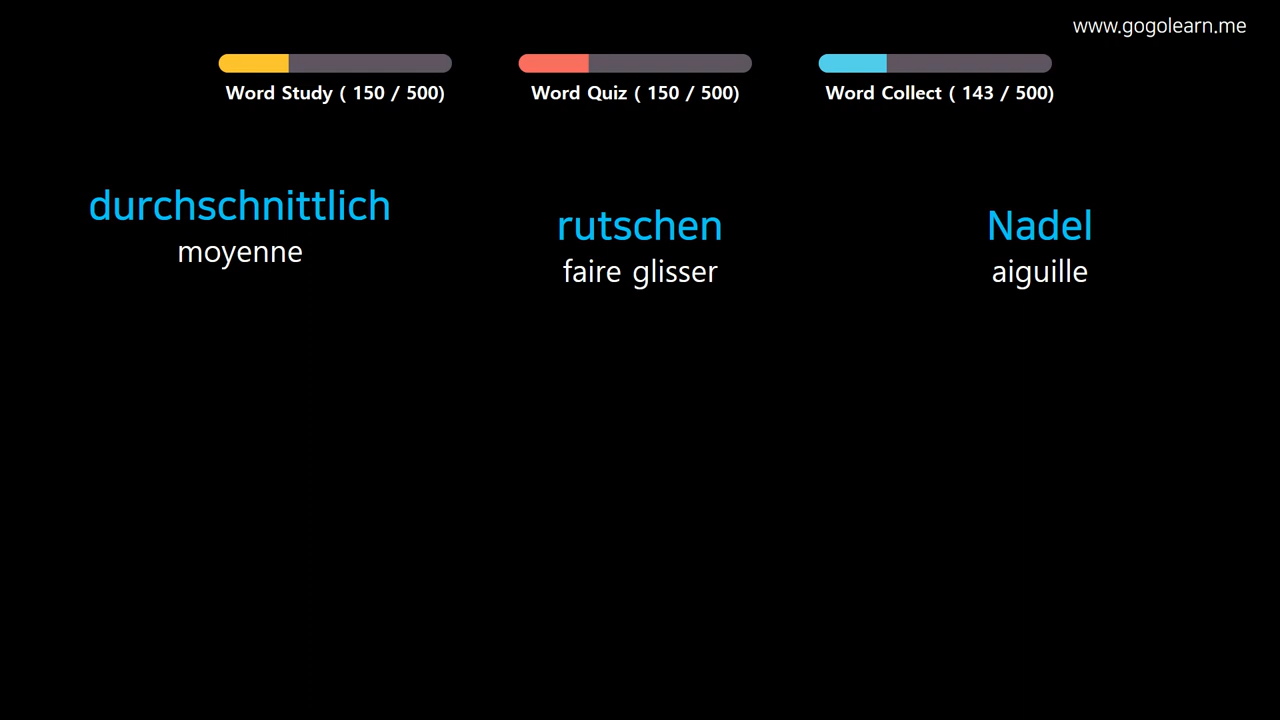 www.gogolearn.me
Word Study ( 150 / 500)
Word Quiz ( 150 / 500)
Word Collect ( 143 / 500)
durchschnittlich
moyenne
rutschen
faire glisser
Nadel
aiguille